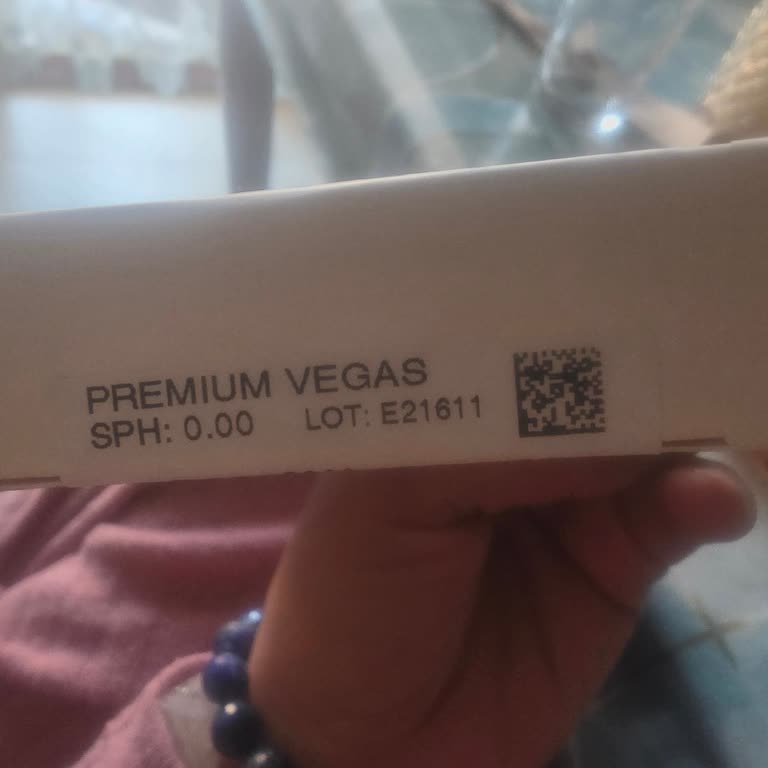 PREMIUM VEGAS
SPH: 0.00 LOT: E21611